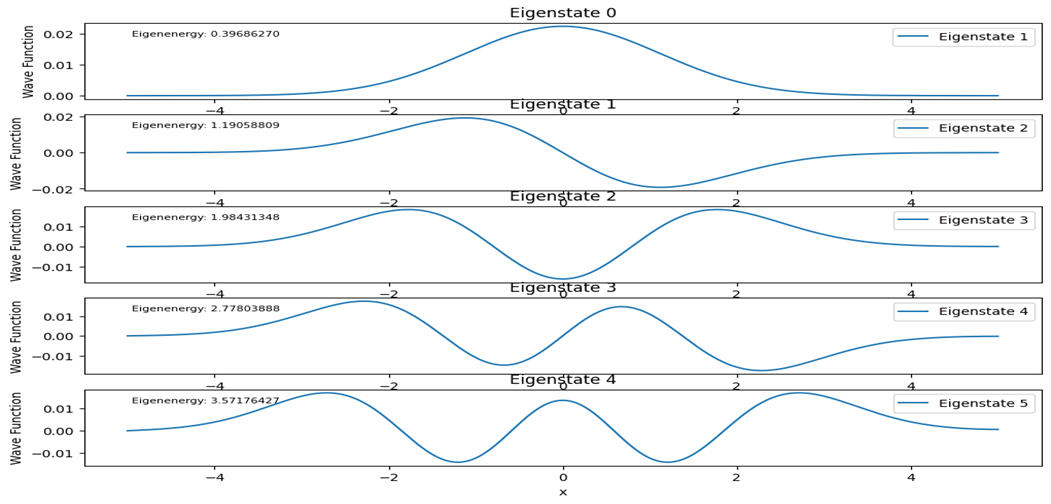 Eigenstate 0
Wave Function
0.02
0.01
0.00
Eigenenergy: 0.39686270
Eigenstate 1
−4 −2 0 2 4
Eigenstate 1
Wave Function
0.02
0.00
−0.02
Eigenenergy: 1.19058809
Eigenstate 2
−4 −2 0 2 4
Eigenstate 2
Wave Function
0.01
0.00
−0.01
Eigenenergy: 1.98431348
Eigenstate 3
−4 −2 0 2 4
Eigenstate 3
Wave Function
0.01
0.00
−0.01
Eigenenergy: 2.77803888
Eigenstate 4
−4 −2 0 2 4
Eigenstate 4
Wave Function
0.01
0.00
−0.01
Eigenenergy: 3.57176427
Eigenstate 5
−4 −2 0 2 4
x